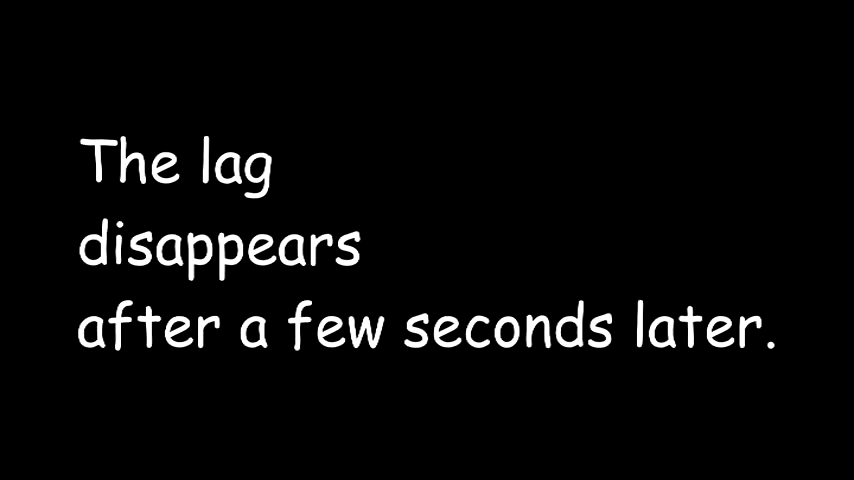 The lag
disappears
after a few seconds later.